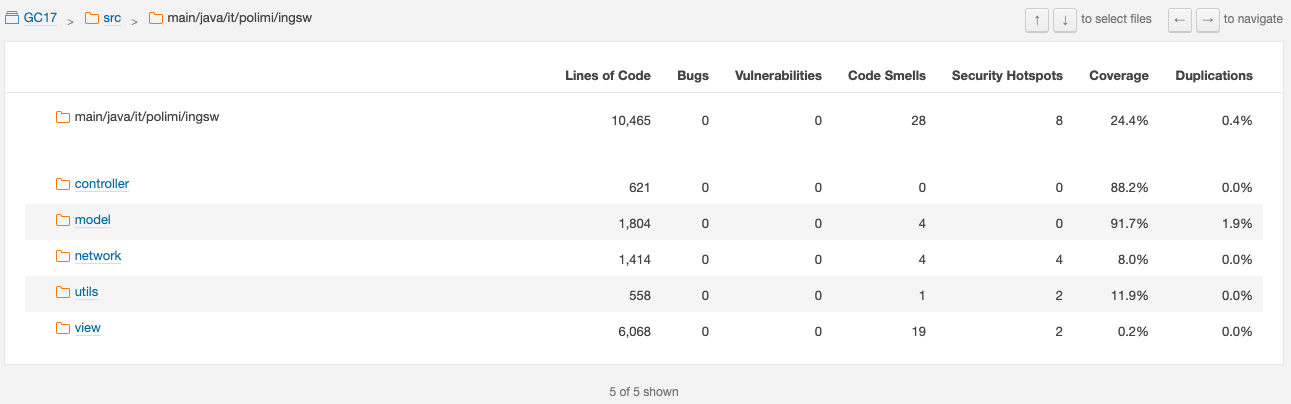 GC17 > src > main/java/it/polimi/ingsw ↑ ↓ to select files ← → to navigate
Lines of Code Bugs Vulnerabilities Code Smells Security Hotspots Coverage Duplications
main/java/it/polimi/ingsw 10,465 0 0 28 8 24.4% 0.4%
controller 621 0 0 0 0 88.2% 0.0%
model 1,804 0 0 4 0 91.7% 1.9%
network 1,414 0 0 4 4 8.0% 0.0%
utils 558 0 0 1 2 11.9% 0.0%
view 6,068 0 0 19 2 0.2% 0.0%
5 of 5 shown